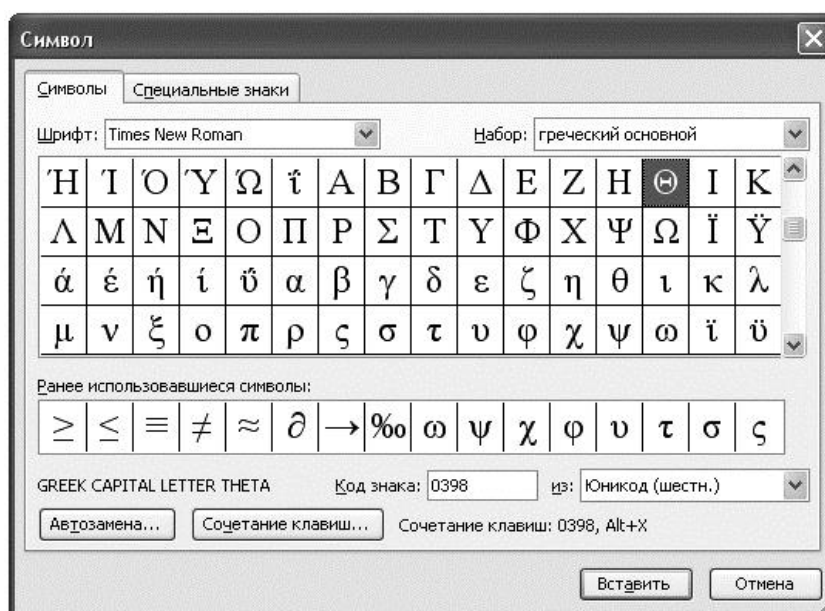 Символ
Символы Специальные знаки
Шрифт: Times New Roman Набор: греческий основной
Ή Ί Ό Ύ Ώ ΐ Α Β Γ Δ Ε Ζ Η Θ Ι Κ
Λ Μ Ν Ξ Ο Π Ρ Σ Τ Υ Φ Χ Ψ Ω Ϊ Ϋ
ά έ ή ί ΰ α β γ δ ε ζ η θ ι κ λ
μ ν ξ ο π ρ ς σ τ υ φ χ ψ ω ϊ ϋ
Ранее использовавшиеся символы:
≥ ≤ ≡ ≠ ≈ ∂ → ‰ ω ψ χ φ υ τ σ ς
GREEK CAPITAL LETTER THETA Код знака: 0398 из: Юникод (шестн.)
Автозамена... Сочетание клавиш... Сочетание клавиш: 0398, Alt+X
Вставить Отмена